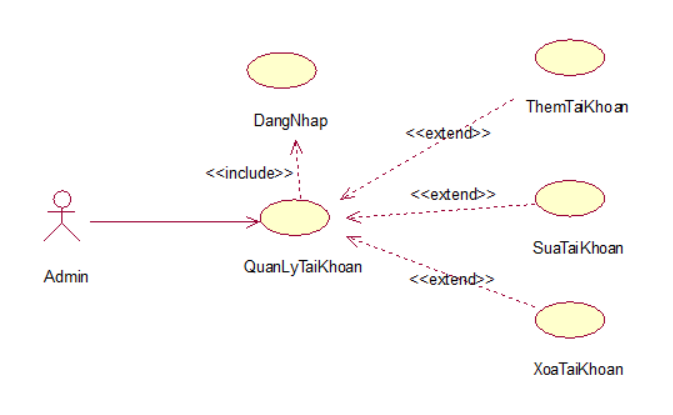 ThemTaiKhoan
DangNhap
<<extend>>
<<include>>
<<extend>>
SuaTaiKhoan
QuanLyTaiKhoan
Admin
<<extend>>
XoaTaiKhoan